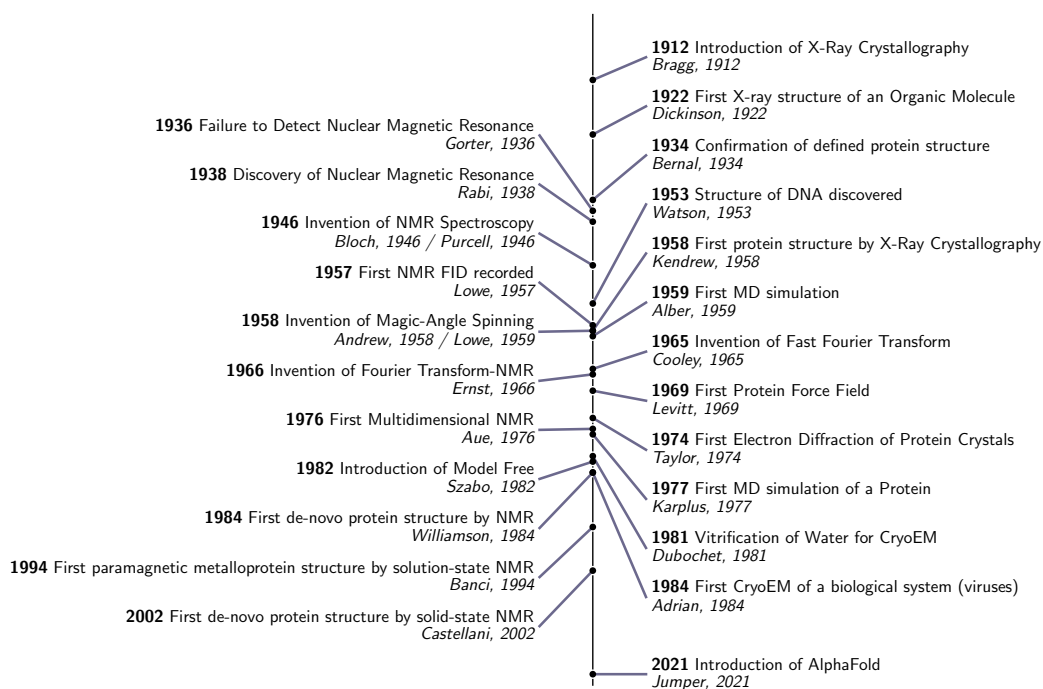 1912 Introduction of X-Ray Crystallography
Bragg, 1912
1922 First X-ray structure of an Organic Molecule
Dickinson, 1922
1936 Failure to Detect Nuclear Magnetic Resonance
Gorter, 1936
1934 Confirmation of defined protein structure
Bernal, 1934
1938 Discovery of Nuclear Magnetic Resonance
Rabi, 1938
1953 Structure of DNA discovered
Watson, 1953
1946 Invention of NMR Spectroscopy
Bloch, 1946 / Purcell, 1946
1958 First protein structure by X-Ray Crystallography
Kendrew, 1958
1957 First NMR FID recorded
Lowe, 1957
1959 First MD simulation
Alber, 1959
1958 Invention of Magic-Angle Spinning
Andrew, 1958 / Lowe, 1959
1965 Invention of Fast Fourier Transform
Cooley, 1965
1966 Invention of Fourier Transform-NMR
Ernst, 1966
1969 First Protein Force Field
Levitt, 1969
1976 First Multidimensional NMR
Aue, 1976
1974 First Electron Diffraction of Protein Crystals
Taylor, 1974
1982 Introduction of Model Free
Szabo, 1982
1977 First MD simulation of a Protein
Karplus, 1977
1984 First de-novo protein structure by NMR
Williamson, 1984
1981 Vitrification of Water for CryoEM
Dubochet, 1981
1994 First paramagnetic metalloprotein structure by solution-state NMR
Banci, 1994
1984 First CryoEM of a biological system (viruses)
Adrian, 1984
2002 First de-novo protein structure by solid-state NMR
Castellani, 2002
2021 Introduction of AlphaFold
Jumper, 2021